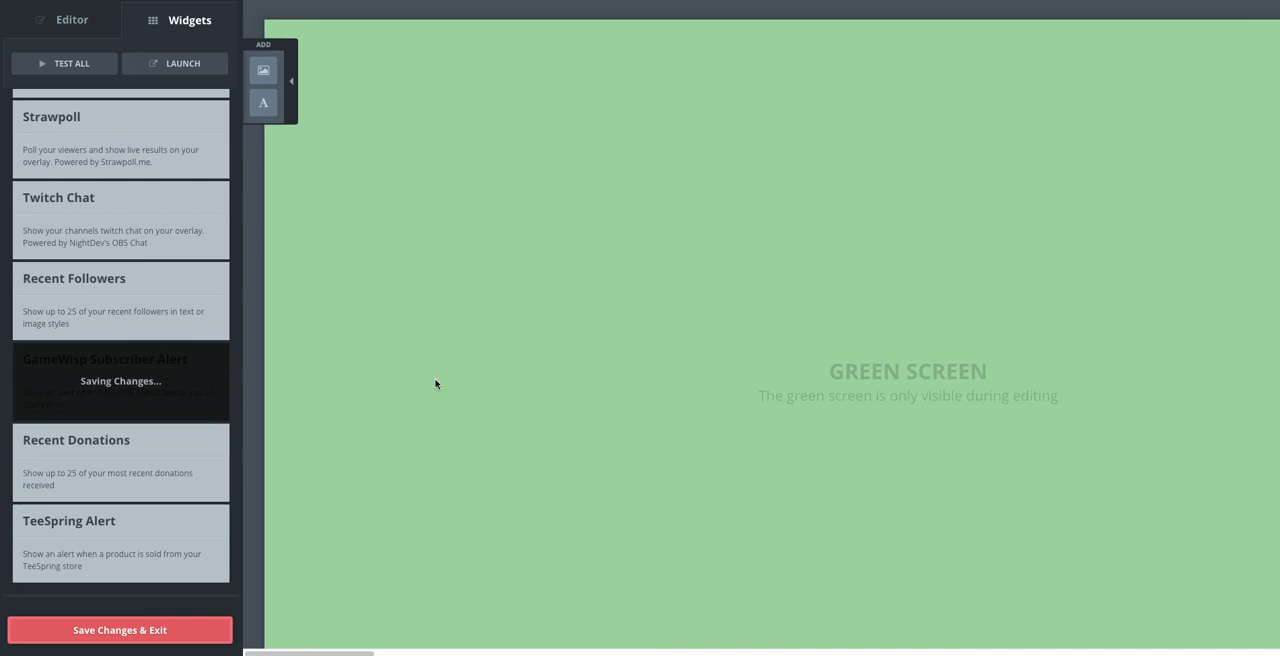 Editor
Widgets
TEST ALL
LAUNCH
ADD
A
Strawpoll
Poll your viewers and show live results on your
overlay. Powered by Strawpoll.me.
Twitch Chat
Show your channels twitch chat on your overlay.
Powered by NightDev's OBS Chat
Recent Followers
Show up to 25 of your recent followers in text or
image styles
GameWisp Subscriber Alert
Saving Changes...
Recent Donations
Show up to 25 of your most recent donations
received
TeeSpring Alert
Show an alert when a product is sold from your
TeeSpring store
Save Changes & Exit
GREEN SCREEN
The green screen is only visible during editing